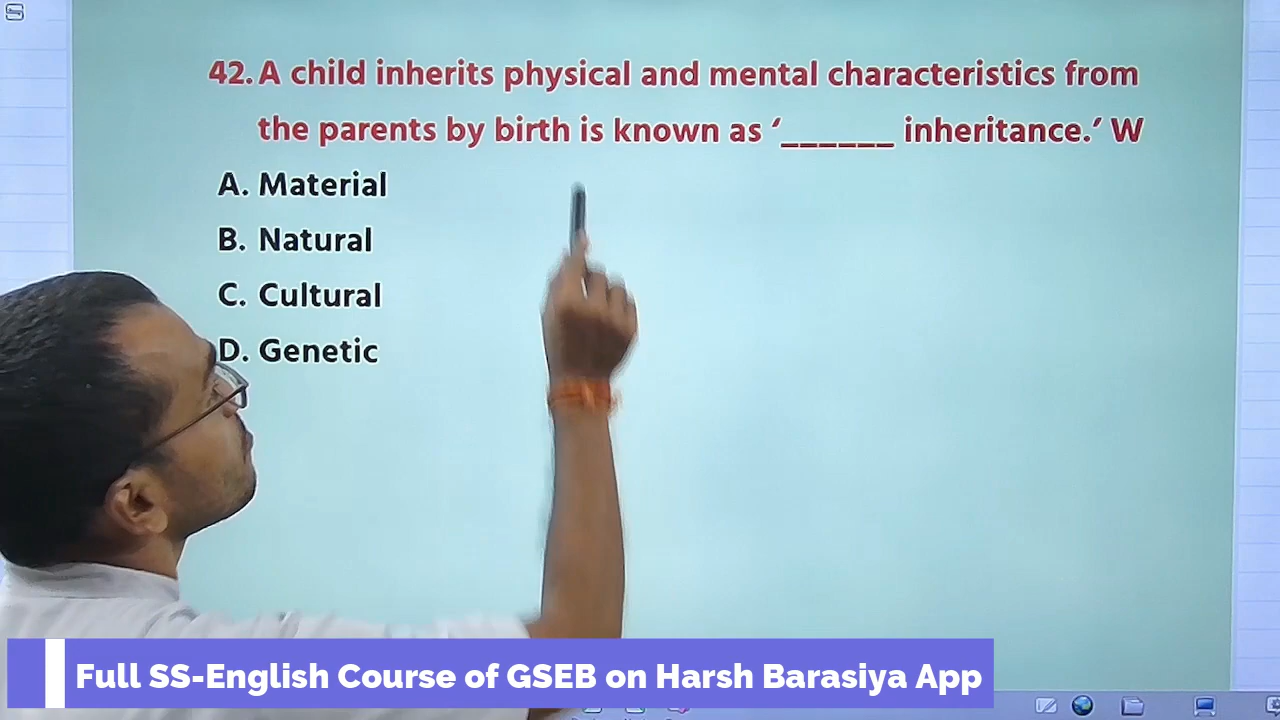 42. A child inherits physical and mental characteristics from
the parents by birth is known as ‘______ inheritance.’ W
A. Material
B. Natural
C. Cultural
D. Genetic
Full SS-English Course of GSEB on Harsh Barasiya App